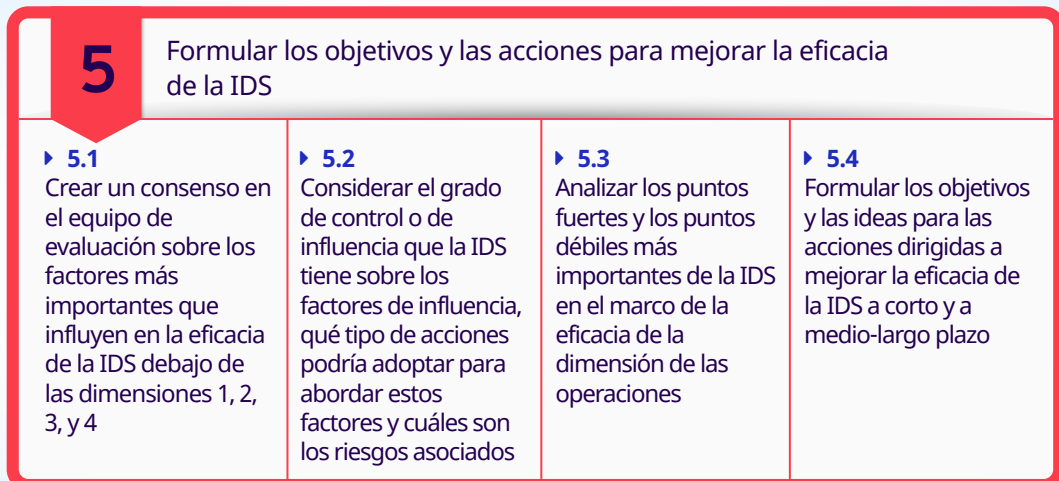 5
Formular los objetivos y las acciones para mejorar la eficacia
de la IDS
5.1
Crear un consenso en
el equipo de
evaluación sobre los
factores más
importantes que
influyen en la eficacia
de la IDS debajo de
las dimensiones 1, 2,
3, y 4
5.2
Considerar el grado
de control o de
influencia que la IDS
tiene sobre los
factores de influencia,
qué tipo de acciones
podría adoptar para
abordar estos
factores y cuáles son
los riesgos asociados
5.3
Analizar los puntos
fuertes y los puntos
débiles más
importantes de la IDS
en el marco de la
eficacia de la
dimensión de las
operaciones
5.4
Formular los objetivos
y las ideas para las
acciones dirigidas a
mejorar la eficacia de
la IDS a corto y a
medio-largo plazo